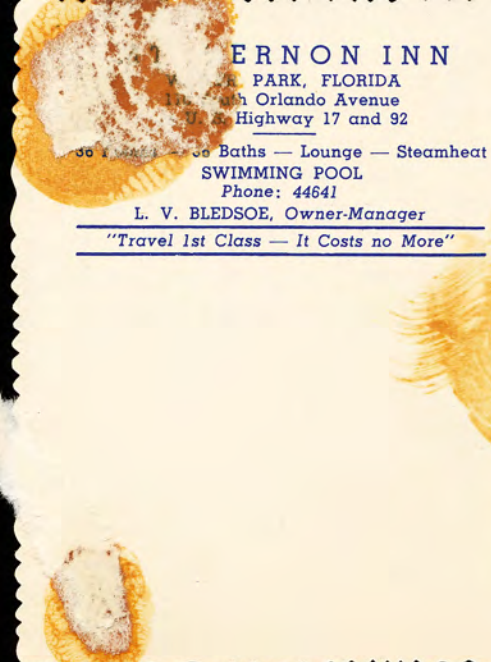 ERNON INN
PARK, FLORIDA
Orlando Avenue
Highway 17 and 92
Baths — Lounge — Steamheat
SWIMMING POOL
Phone: 44641
L. V. BLEDSOE, Owner-Manager
"Travel 1st Class — It Costs no More"